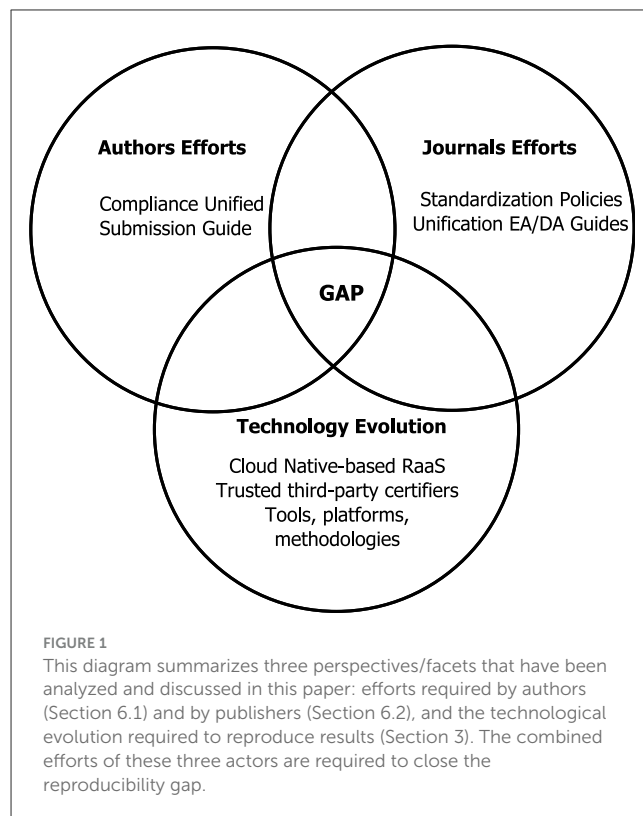 Authors Efforts
Compliance Unified
Submission Guide
Journals Efforts
Standardization Policies
Unification EA/DA Guides
GAP
Technology Evolution
Cloud Native-based RaaS
Trusted third-party certifiers
Tools, platforms,
methodologies
FIGURE 1
This diagram summarizes three perspectives/facets that have been
analyzed and discussed in this paper: efforts required by authors
(Section 6.1) and by publishers (Section 6.2), and the technological
evolution required to reproduce results (Section 3). The combined
efforts of these three actors are required to close the
reproducibility gap.